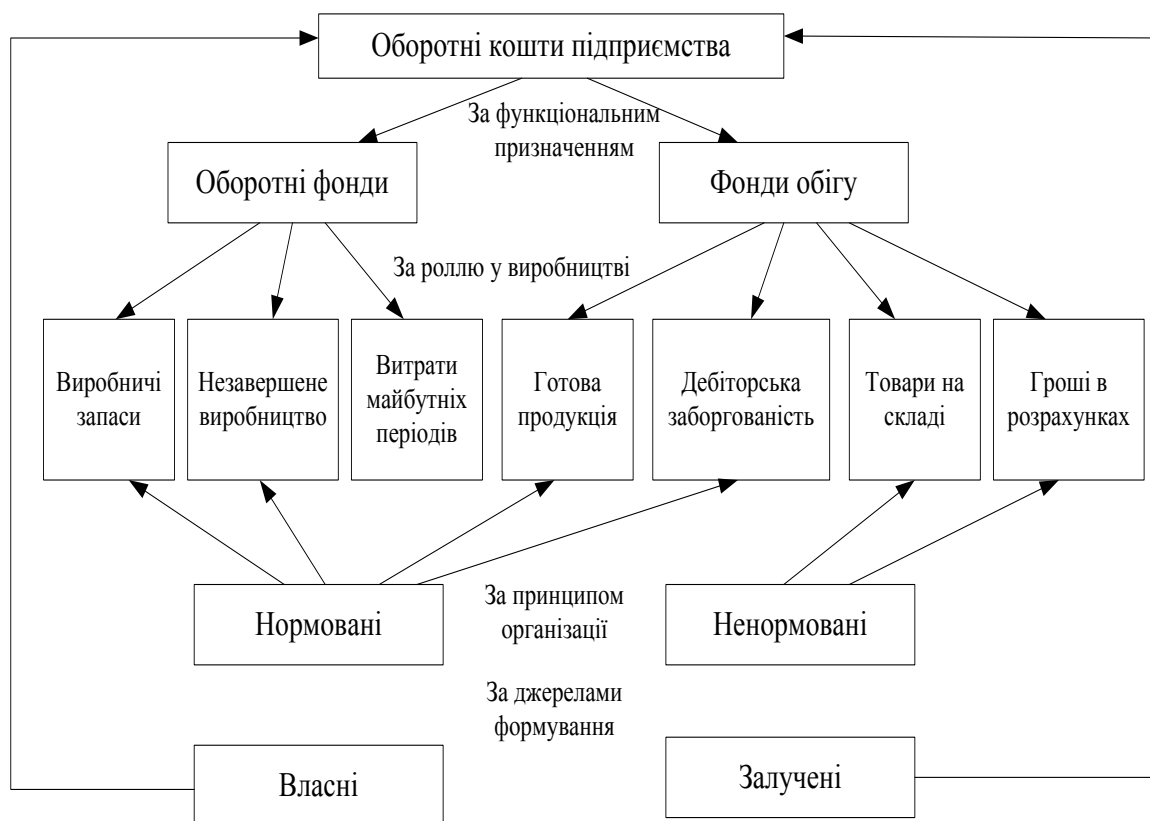 Оборотні кошти підприємства
За функціональним
призначенням
Оборотні фонди
Фонди обігу
За роллю у виробництві
Виробничі
запаси
Незавершене
виробництво
Витрати
майбутніх
періодів
Готова
продукція
Дебіторська
заборгованість
Товари на
складі
Гроші в
розрахунках
Нормовані
За принципом
організації
Ненормовані
За джерелами
формування
Власні
Залучені